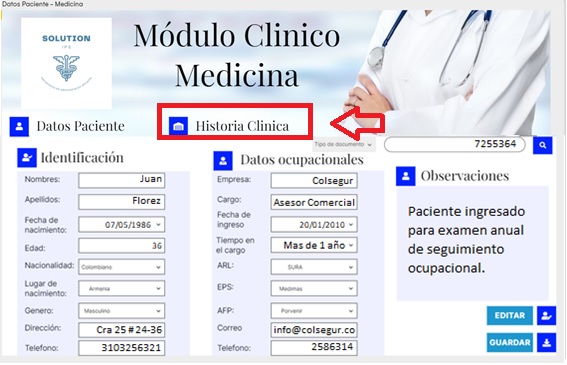 Datos Paciente – Medicina
SOLUTION
IPS
Módulo Clinico
Medicina
Datos Paciente
Historia Clinica
Tipo de documento
7255364
Identificación
Nombres:
Juan
Apellidos:
Florez
Fecha de
nacimiento:
07/05/1986
Edad:
36
Nacionalidad:
Colombiano
Lugar de
nacimiento:
Armenia
Genero:
Masculino
Dirección:
Cra 25 #24-36
Telefono:
3103256321
Datos ocupacionales
Empresa:
Colsegur
Cargo:
Asesor Comercial
Fecha de
ingreso
20/01/2010
Tiempo en
el cargo
Mas de 1 año
ARL:
SURA
EPS:
Medimas
AFP:
Porvenir
Correo
info@colsegur.co
Telefono:
2586314
Observaciones
Paciente ingresado
para examen anual
de seguimiento
ocupacional.
EDITAR
GUARDAR